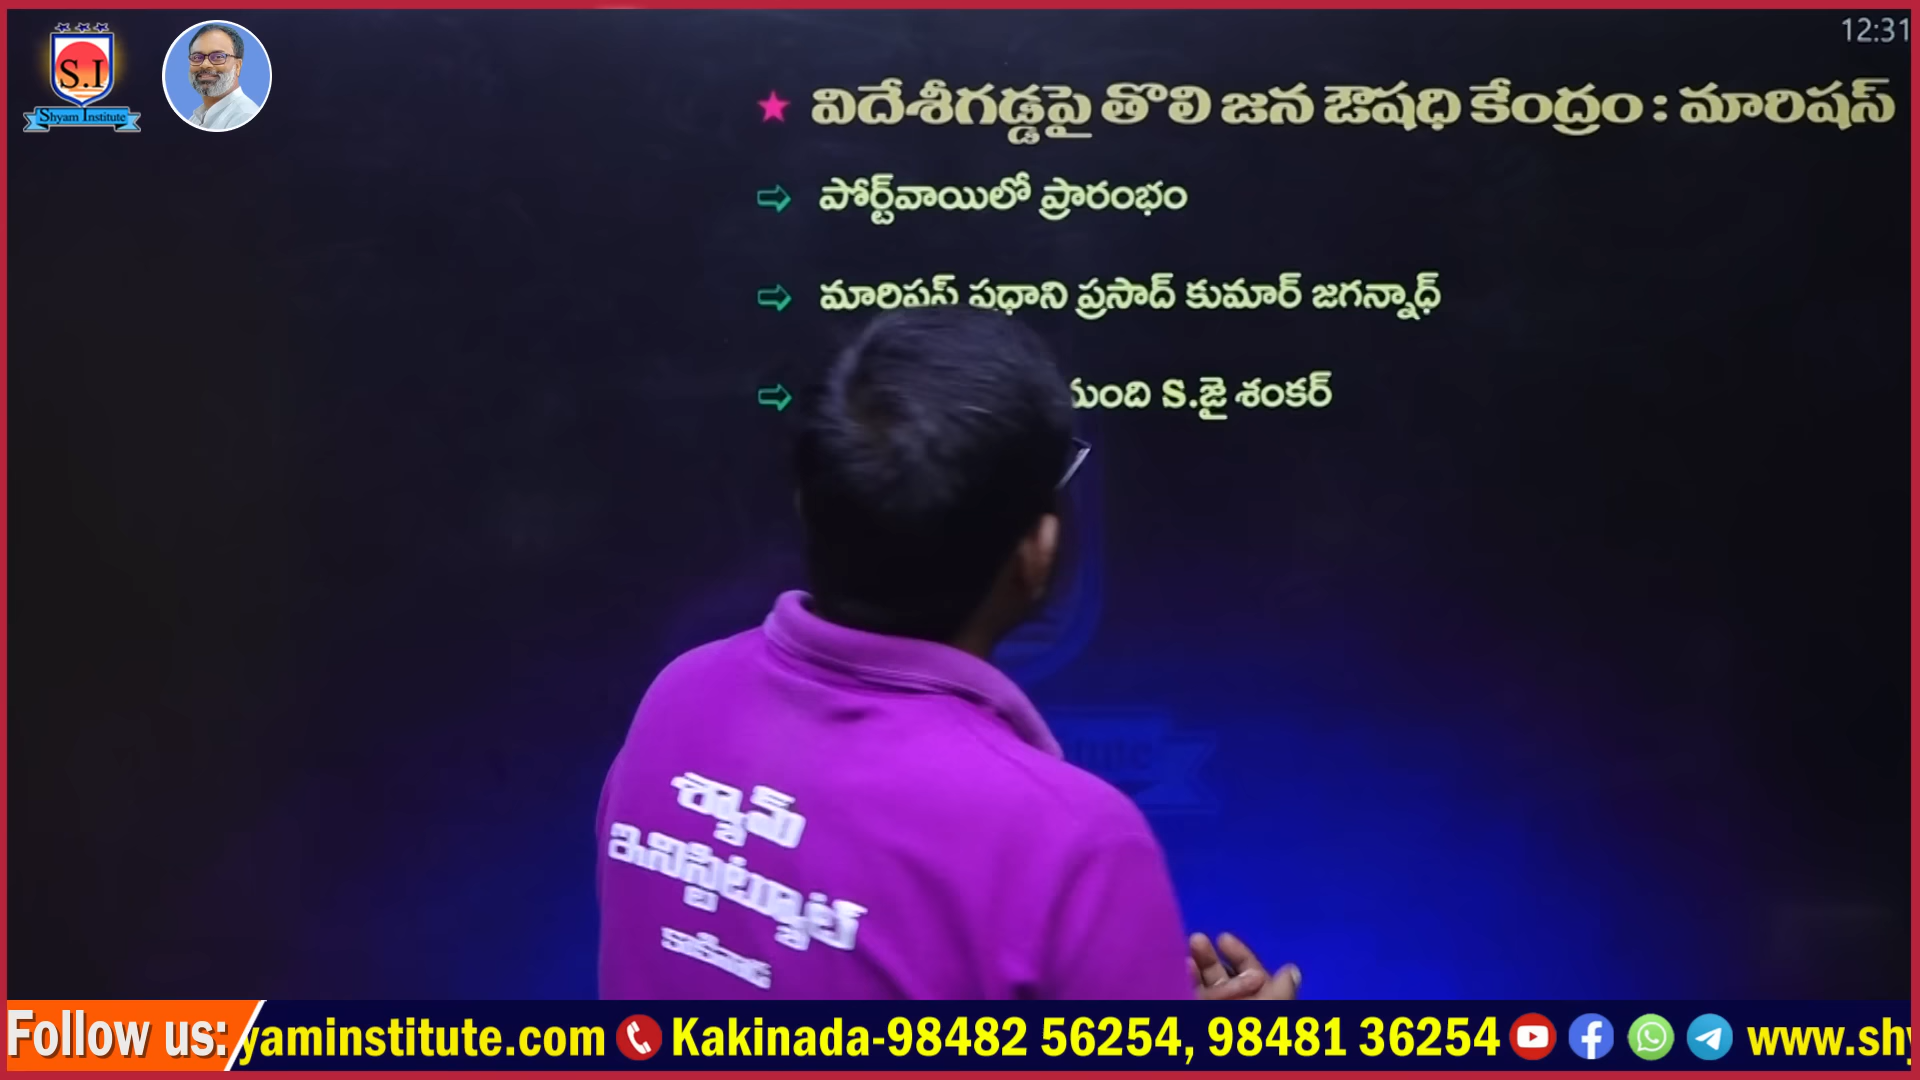 12:31
S.I
Shyam Institute
విదేశీగడ్డపై తొలి జన ఔషధి కేంద్రం : మారిషస్
పోర్ట్‌వాయిలో ప్రారంభం
మారిషస్ ప్రధాని ప్రసాద్ కుమార్ జగన్నాధ్
S.జై శంకర్
శ్యామ్
ఇనిస్టిట్యూట్
కాకినాడ
Follow us: yaminstitute.com Kakinada-98482 56254, 98481 36254 www.shy